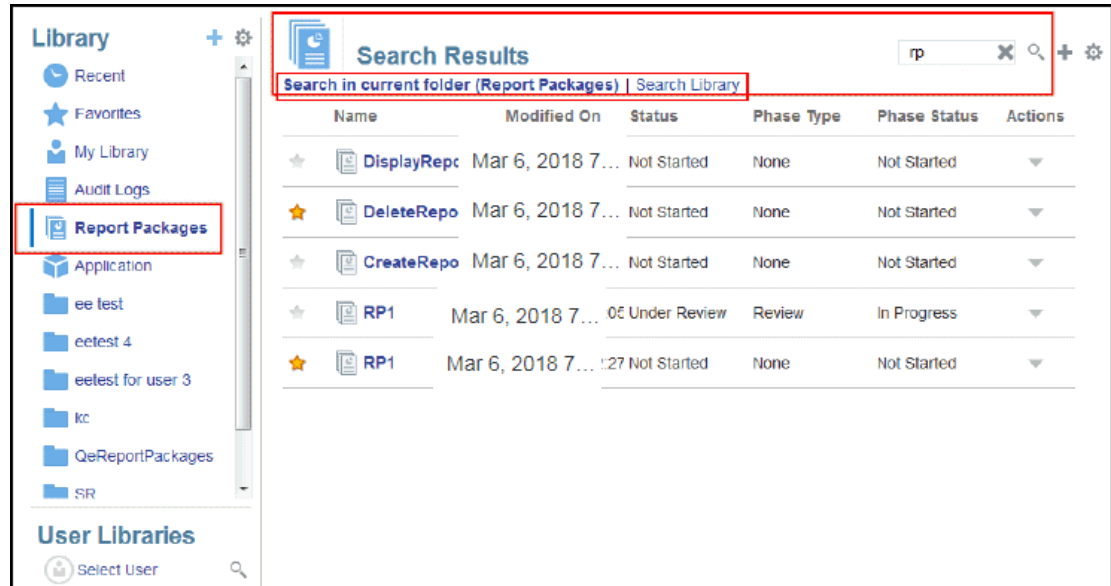 Library
Recent
Favorites
My Library
Audit Logs
Report Packages
Application
ee test
eetest 4
eetest for user 3
kc
QeReportPackages
SR
User Libraries
Select User
Search Results
rp
Search in current folder (Report Packages) | Search Library
Name Modified On Status Phase Type Phase Status Actions
DisplayRepo Mar 6, 2018 7... Not Started None Not Started
DeleteRepo Mar 6, 2018 7... Not Started None Not Started
CreateRepo Mar 6, 2018 7... Not Started None Not Started
RP1 Mar 6, 2018 7... :05 Under Review Review In Progress
RP1 Mar 6, 2018 7... :27 Not Started None Not Started